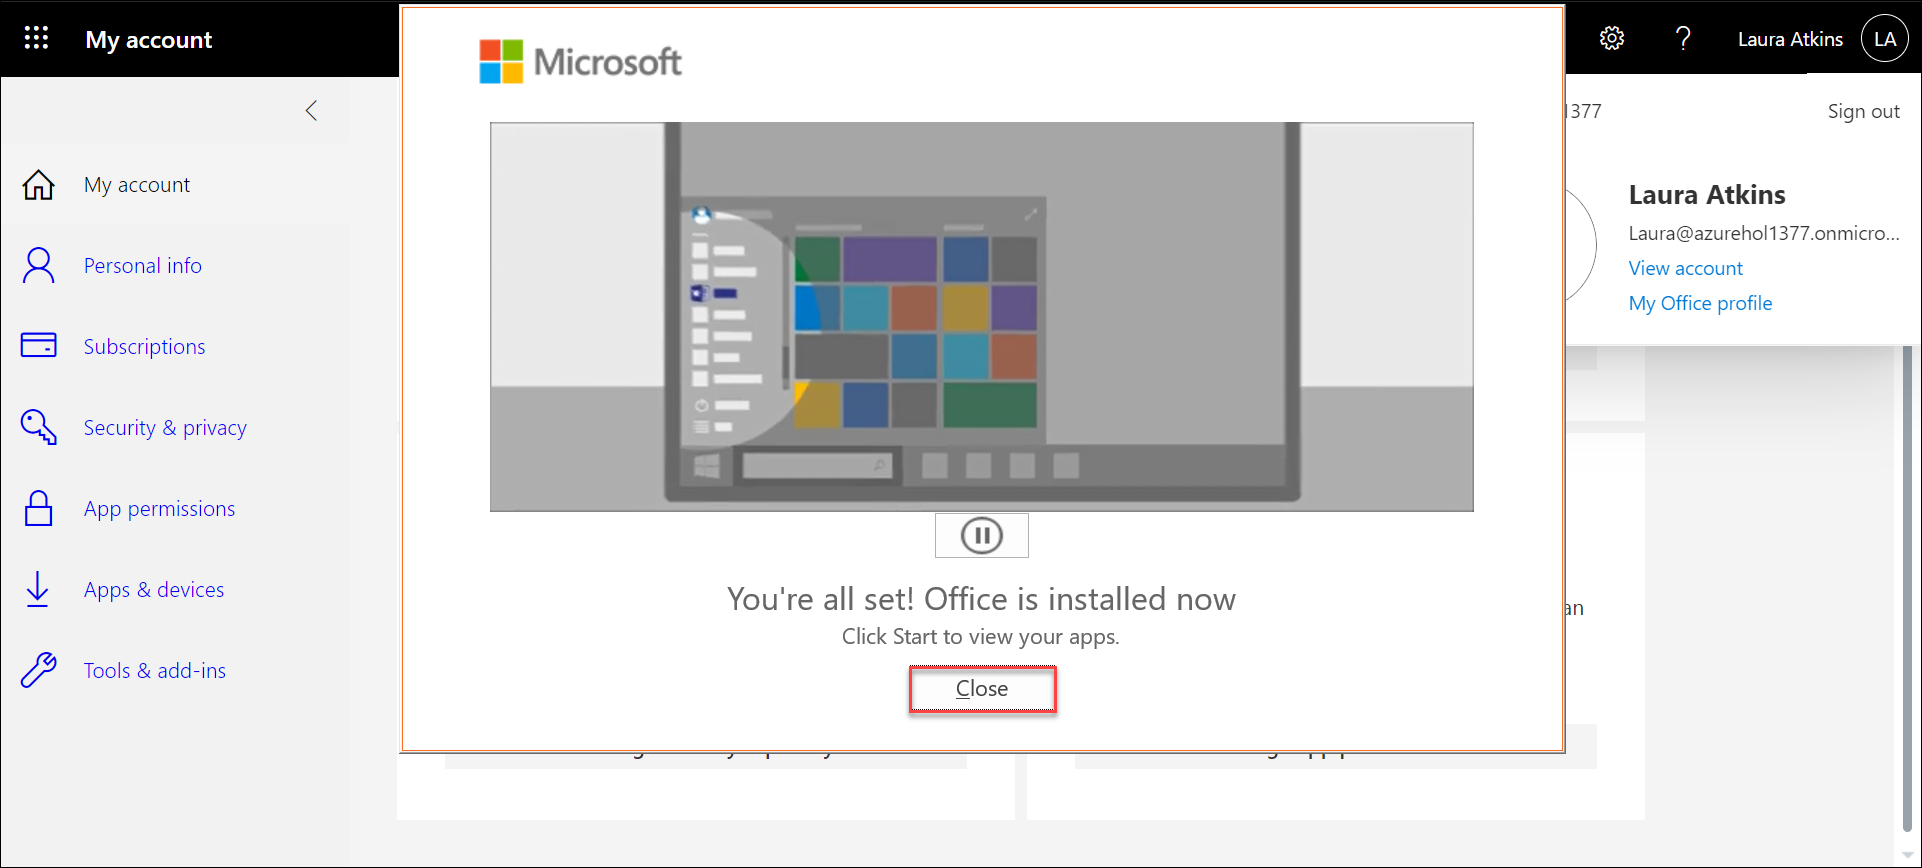 My account
Microsoft
Laura Atkins
LA
1377
Sign out
My account
Personal info
Subscriptions
Security & privacy
App permissions
Apps & devices
Tools & add-ins
Laura Atkins
Laura@azurehol1377.onmicro...
View account
My Office profile
You're all set! Office is installed now
Click Start to view your apps.
Close
an